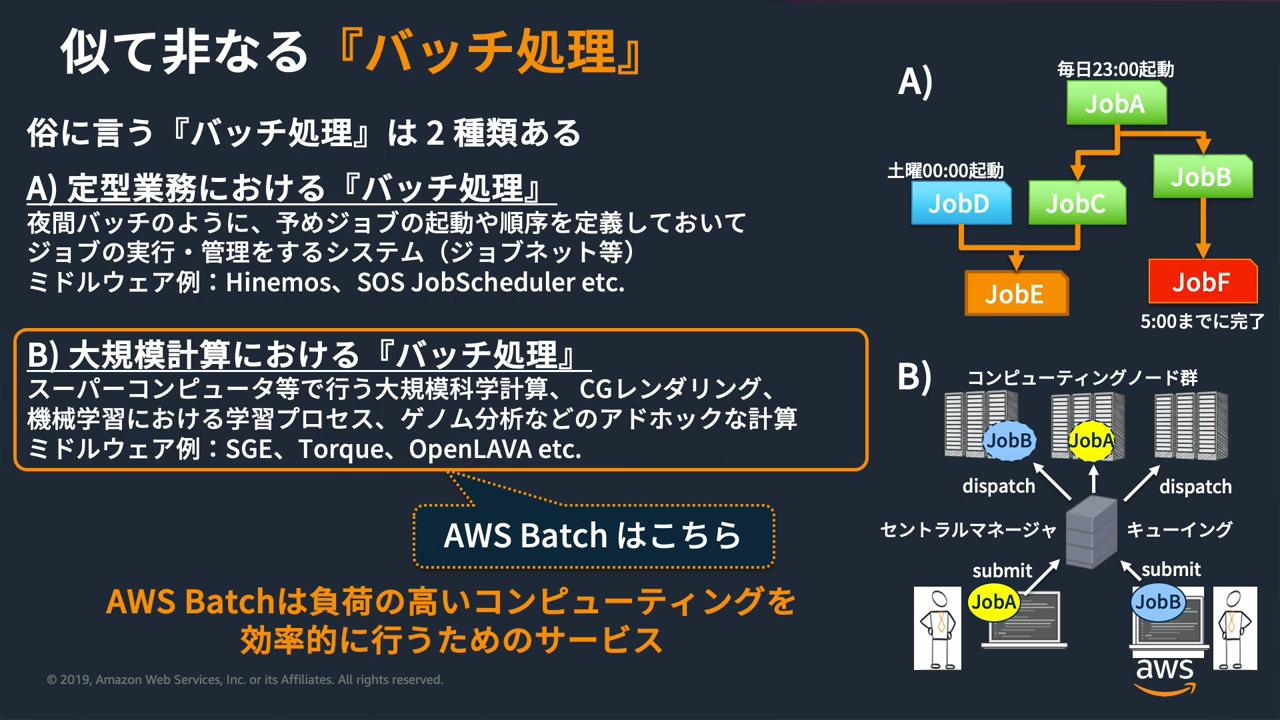 似て非なる『バッチ処理』
俗に言う『バッチ処理』は 2 種類ある
A) 定型業務における『バッチ処理』
夜間バッチのように、予めジョブの起動や順序を定義しておいて
ジョブの実行・管理をするシステム（ジョブネット等）
ミドルウェア例：Hinemos、SOS JobScheduler etc.
B) 大規模計算における『バッチ処理』
スーパーコンピュータ等で行う大規模科学計算、 CGレンダリング、
機械学習における学習プロセス、ゲノム分析などのアドホックな計算
ミドルウェア例：SGE、Torque、OpenLAVA etc.
AWS Batch はこちら
AWS Batchは負荷の高いコンピューティングを
効率的に行うためのサービス
A)
毎日23:00起動
JobA
土曜00:00起動
JobB
JobD
JobC
JobE
JobF
5:00までに完了
B)
コンピューティングノード群
JobB
JobA
dispatch
dispatch
セントラルマネージャ
キューイング
submit
submit
JobA
JobB
© 2019, Amazon Web Services, Inc. or its Affiliates. All rights reserved.
aws